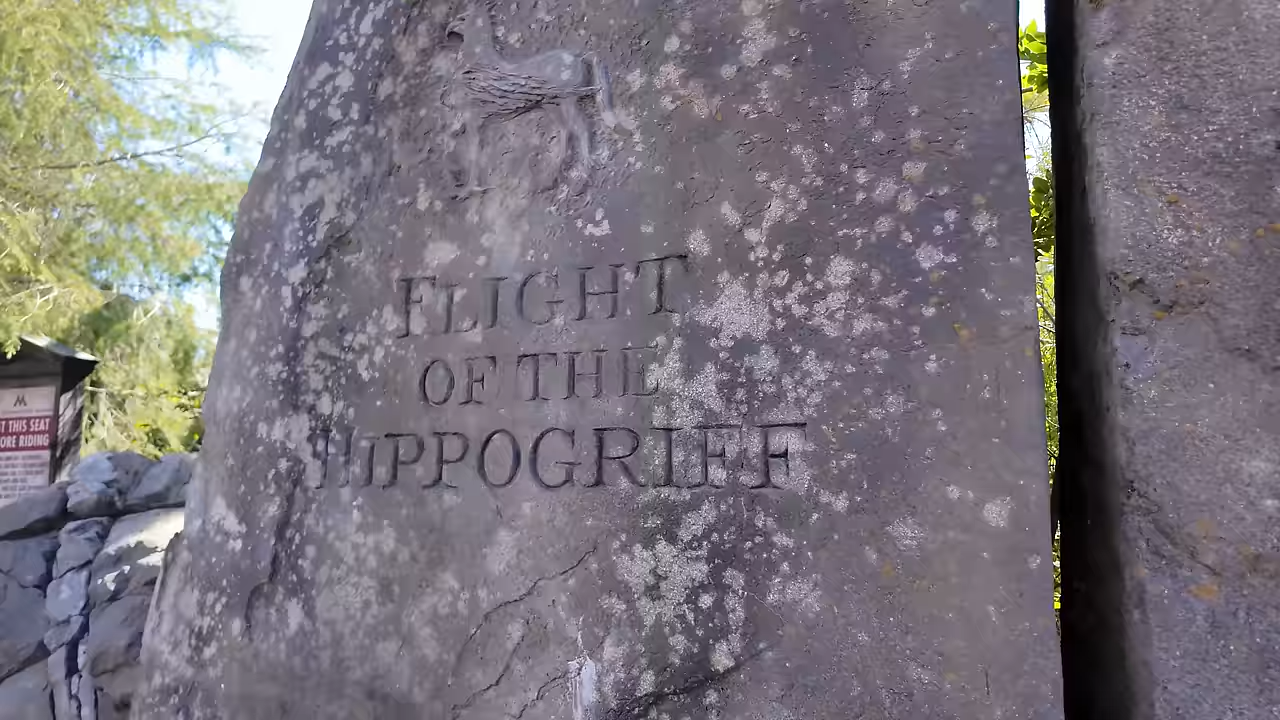 FLIGHT
OF THE
HIPPOGRIFF
T THIS SEAT
ORE RIDING